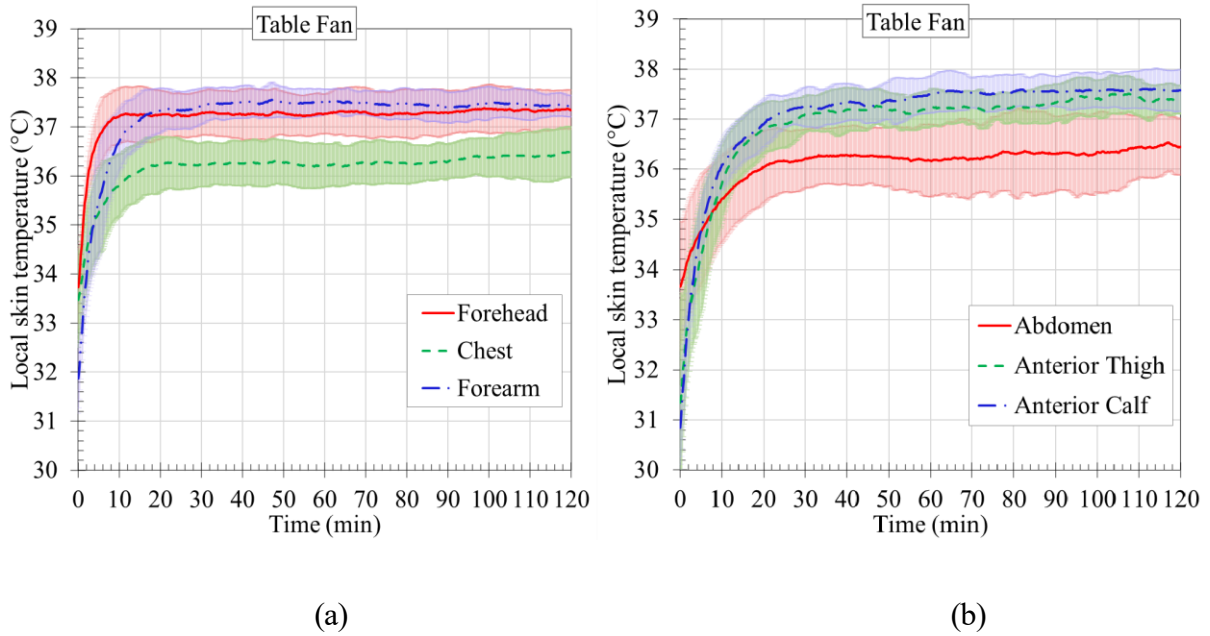 Table Fan
39
38
37
36
35
34
33
32
31
30
Local skin temperature (°C)
Forehead
Chest
Forearm
0 10 20 30 40 50 60 70 80 90 100 110 120
Time (min)
(a)
Table Fan
39
38
37
36
35
34
33
32
31
30
Local skin temperature (°C)
Abdomen
Anterior Thigh
Anterior Calf
0 10 20 30 40 50 60 70 80 90 100 110 120
Time (min)
(b)